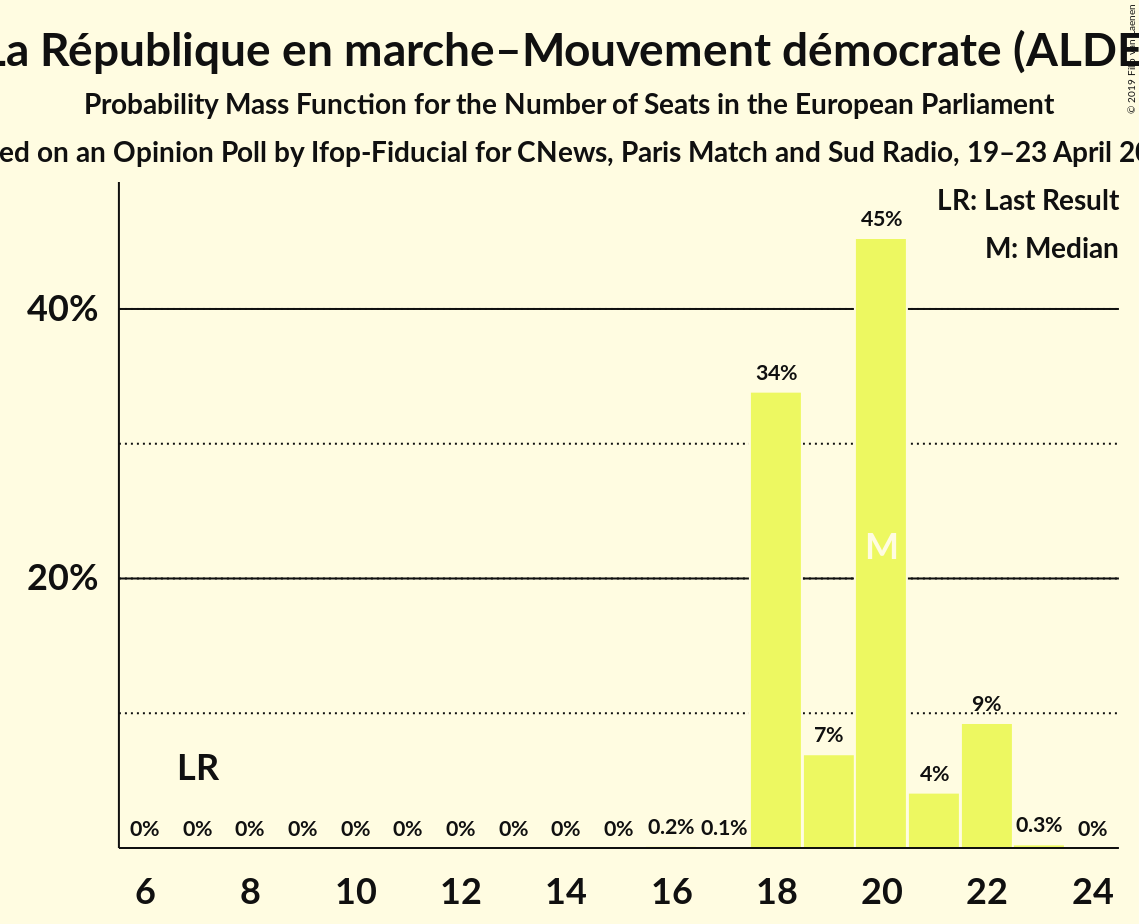 La République en marche–Mouvement démocrate (ALDE
Probability Mass Function for the Number of Seats in the European Parliament
ed on an Opinion Poll by Ifop-Fiducial for CNews, Paris Match and Sud Radio, 19–23 April 20
© 2019
LR: Last Result
M: Median
45%
40%
34%
M
20%
9%
7%
4%
LR
0% 0% 0% 0% 0% 0% 0% 0% 0% 0% 0.2% 0.1% 0.3% 0%
6 8 10 12 14 16 18 20 22 24